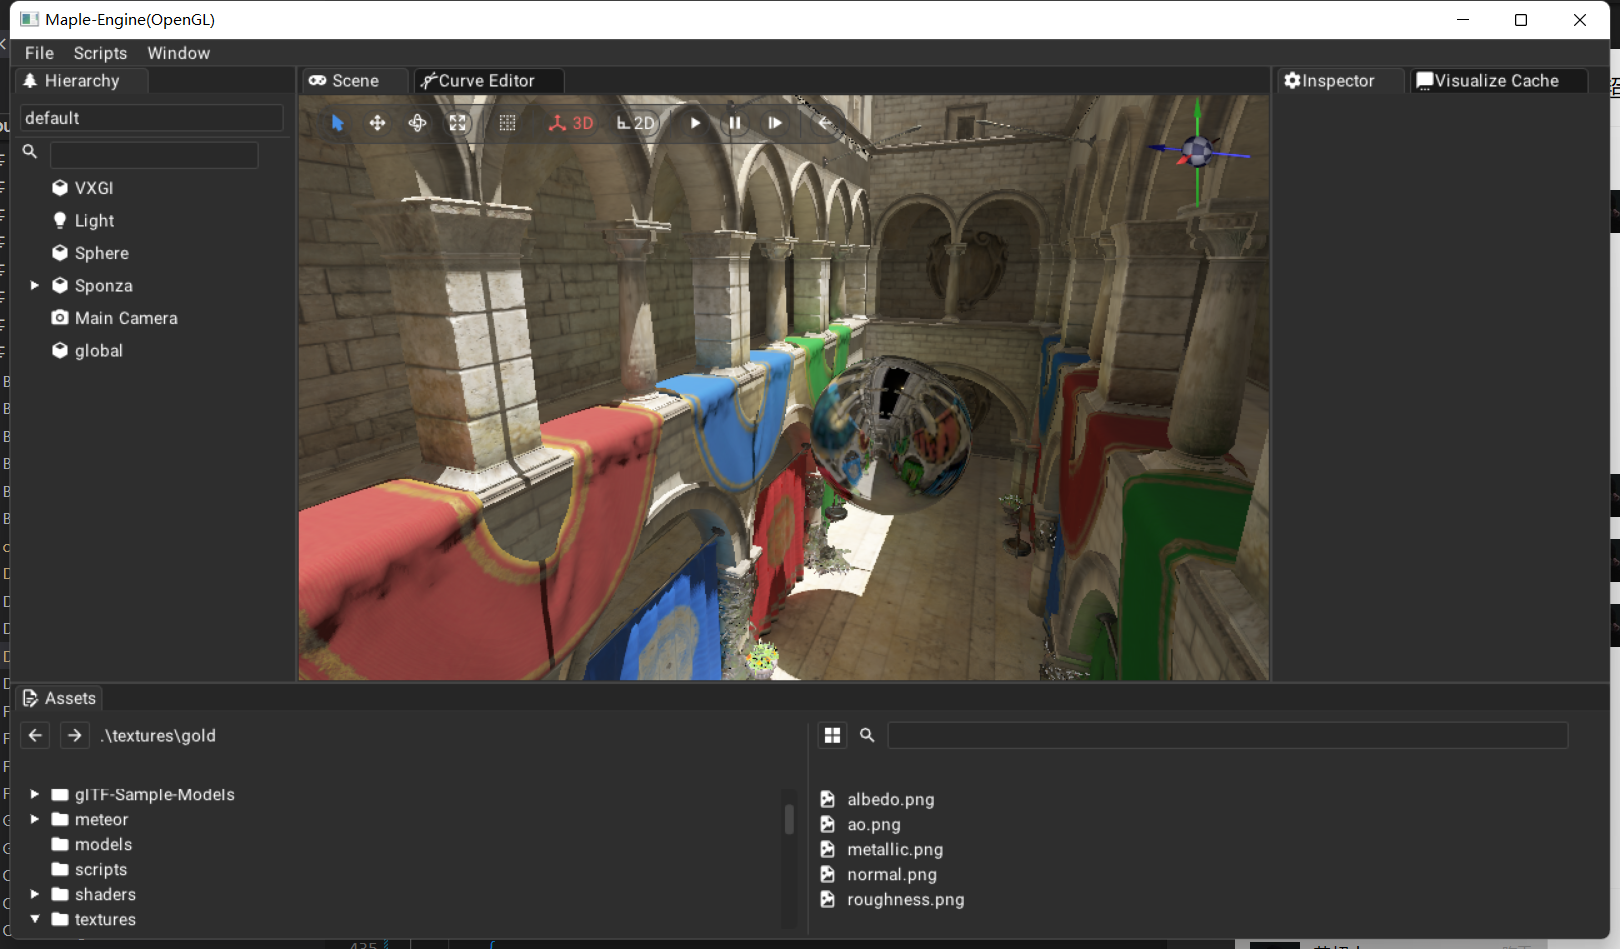 Maple-Engine(OpenGL)
File Scripts Window
Hierarchy
Scene
Curve Editor
Inspector
Visualize Cache
default
3D
2D
VXGI
Light
Sphere
Sponza
Main Camera
global
Assets
.\textures\gold
glTF-Sample-Models
meteor
models
scripts
shaders
textures
albedo.png
ao.png
metallic.png
normal.png
roughness.png